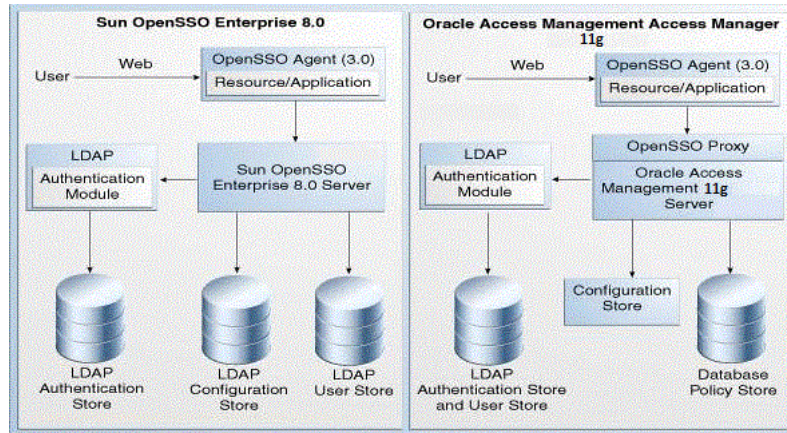 Sun OpenSSO Enterprise 8.0
User
Web
OpenSSO Agent (3.0)
Resource/Application
LDAP
Authentication
Module
Sun OpenSSO
Enterprise 8.0 Server
LDAP
Authentication
Store
LDAP
Configuration
Store
LDAP
User Store
Oracle Access Management Access Manager
11g
User
Web
OpenSSO Agent (3.0)
Resource/Application
LDAP
Authentication
Module
OpenSSO Proxy
Oracle Access
Management 11g
Server
Configuration
Store
LDAP
Authentication Store
and User Store
Database
Policy Store